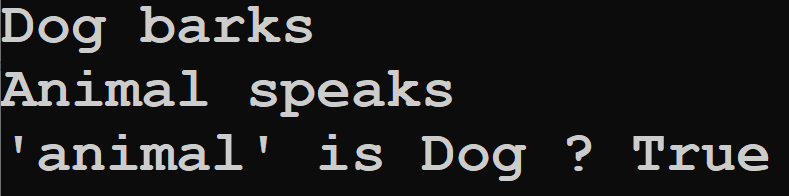 Dog barks
Animal speaks
'animal' is Dog ? True